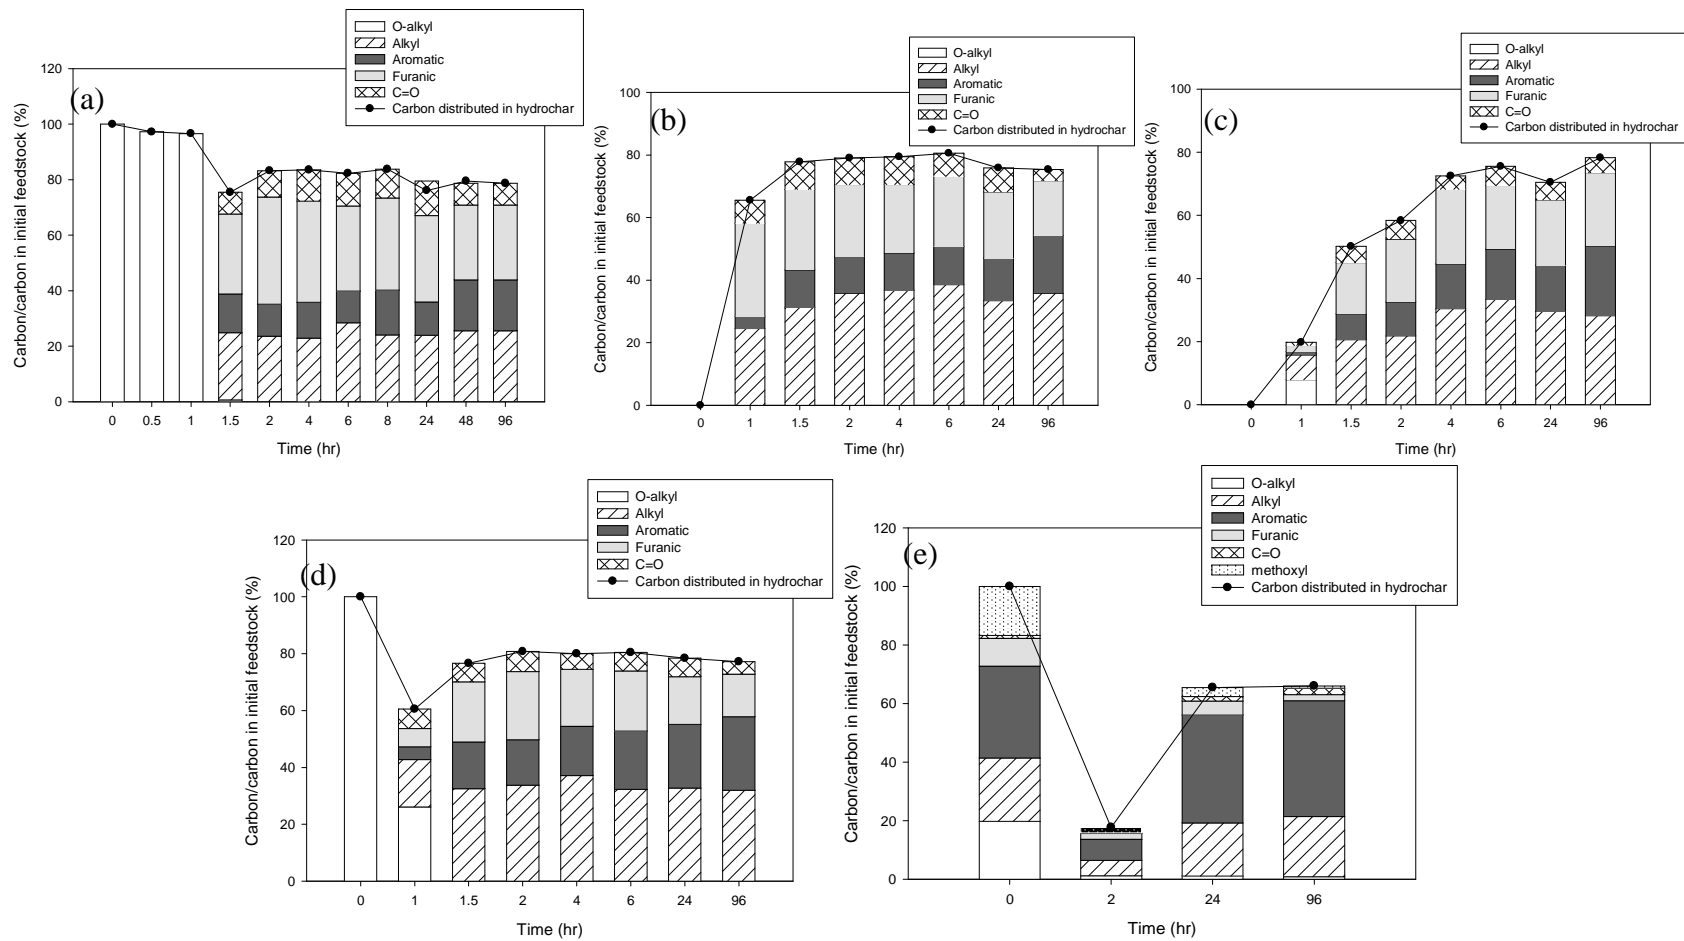 (a)
O-alkyl
Alkyl
Aromatic
Furanic
C=O
Carbon distributed in hydrochar
Carbon/carbon in initial feedstock (%)
120
100
80
60
40
20
0
0 0.5 1 1.5 2 4 6 8 24 48 96
Time (hr)
(b)
O-alkyl
Alkyl
Aromatic
Furanic
C=O
Carbon distributed in hydrochar
Carbon/carbon in initial feedstock (%)
100
80
60
40
20
0
0 1 1.5 2 4 6 24 96
Time (hr)
(c)
O-alkyl
Alkyl
Aromatic
Furanic
C=O
Carbon distributed in hydrochar
Carbon/carbon in initial feedstock (%)
100
80
60
40
20
0
0 1 1.5 2 4 6 24 96
Time (hr)
(d)
O-alkyl
Alkyl
Aromatic
Furanic
C=O
Carbon distributed in hydrochar
Carbon/carbon in initial feedstock (%)
120
100
80
60
40
20
0
0 1 1.5 2 4 6 24 96
Time (hr)
(e)
O-alkyl
Alkyl
Aromatic
Furanic
C=O
methoxyl
Carbon distributed in hydrochar
Carbon/carbon in initial feedstock (%)
120
100
80
60
40
20
0
0 2 24 96
Time (hr)